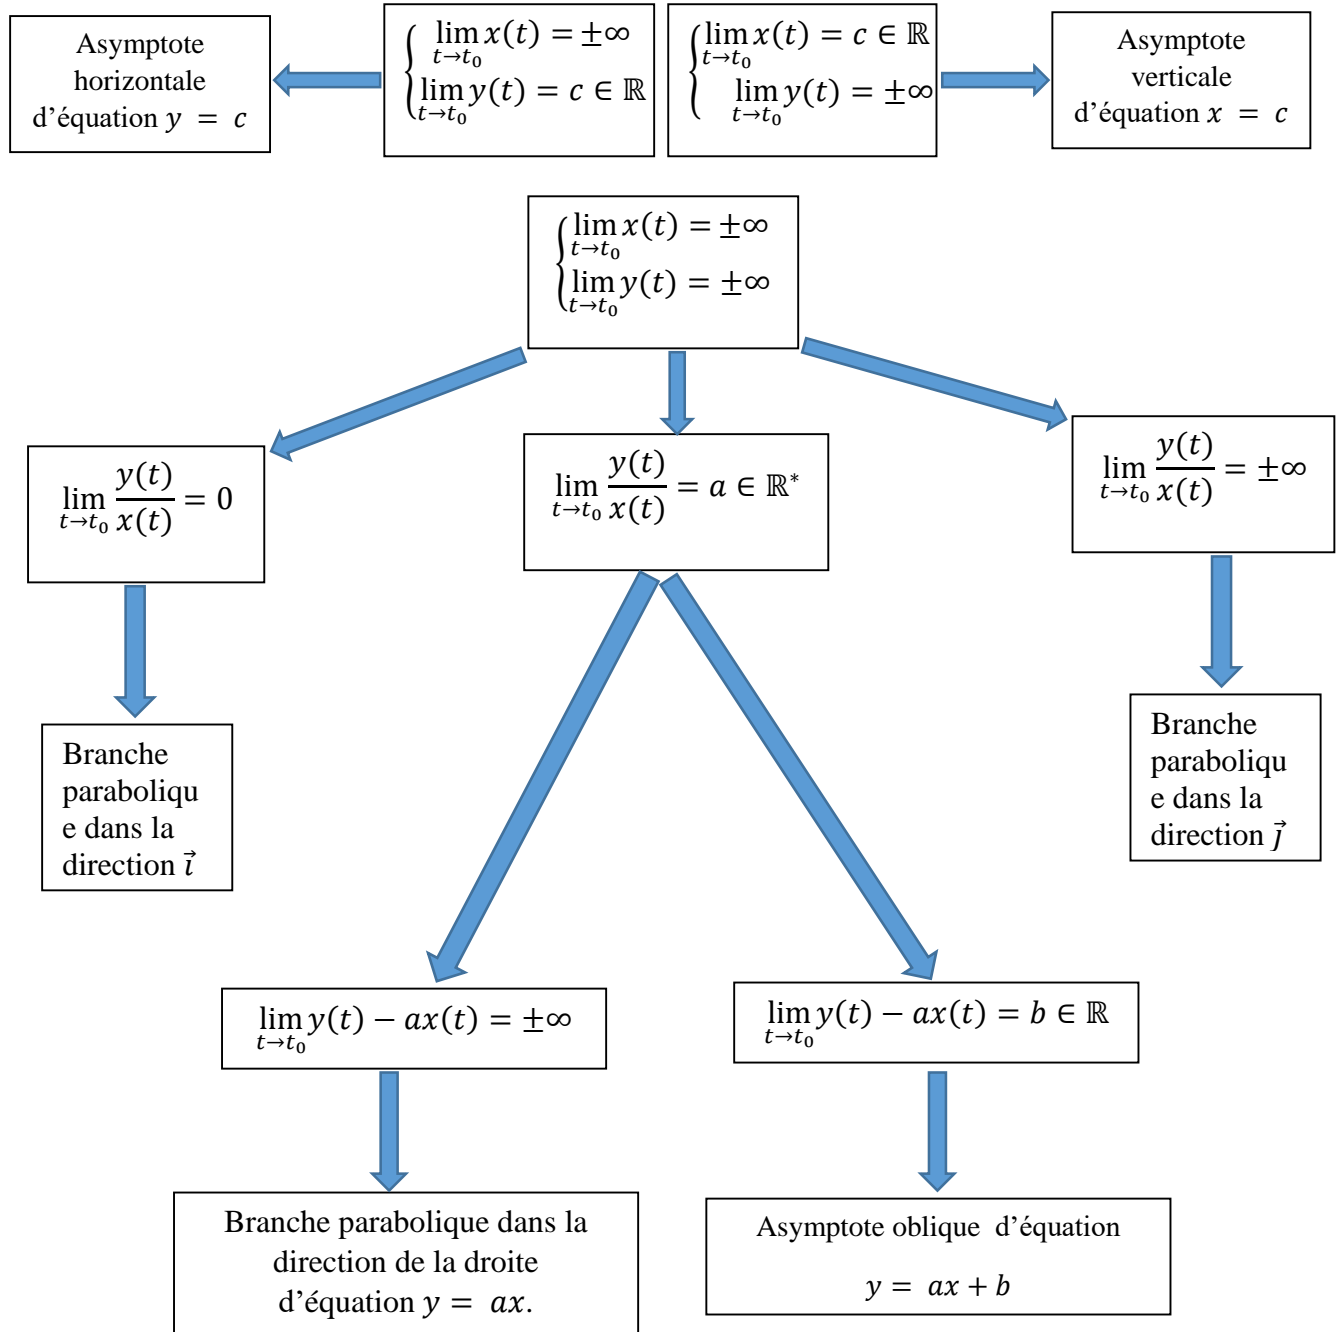 Asymptote
horizontale
d’équation y = c
lim x(t) = ±∞
t→t₀
lim y(t) = c ∈ ℝ
t→t₀
lim x(t) = c ∈ ℝ
t→t₀
lim y(t) = ±∞
t→t₀
Asymptote
verticale
d’équation x = c
lim x(t) = ±∞
t→t₀
lim y(t) = ±∞
t→t₀
lim y(t)/x(t) = 0
t→t₀
lim y(t)/x(t) = a ∈ ℝ*
t→t₀
lim y(t)/x(t) = ±∞
t→t₀
Branche
paraboliqu
e dans la
direction i⃗
Branche
paraboliqu
e dans la
direction j⃗
lim y(t) − ax(t) = ±∞
t→t₀
lim y(t) − ax(t) = b ∈ ℝ
t→t₀
Branche parabolique dans la
direction de la droite
d’équation y = ax.
Asymptote oblique d’équation
y = ax + b